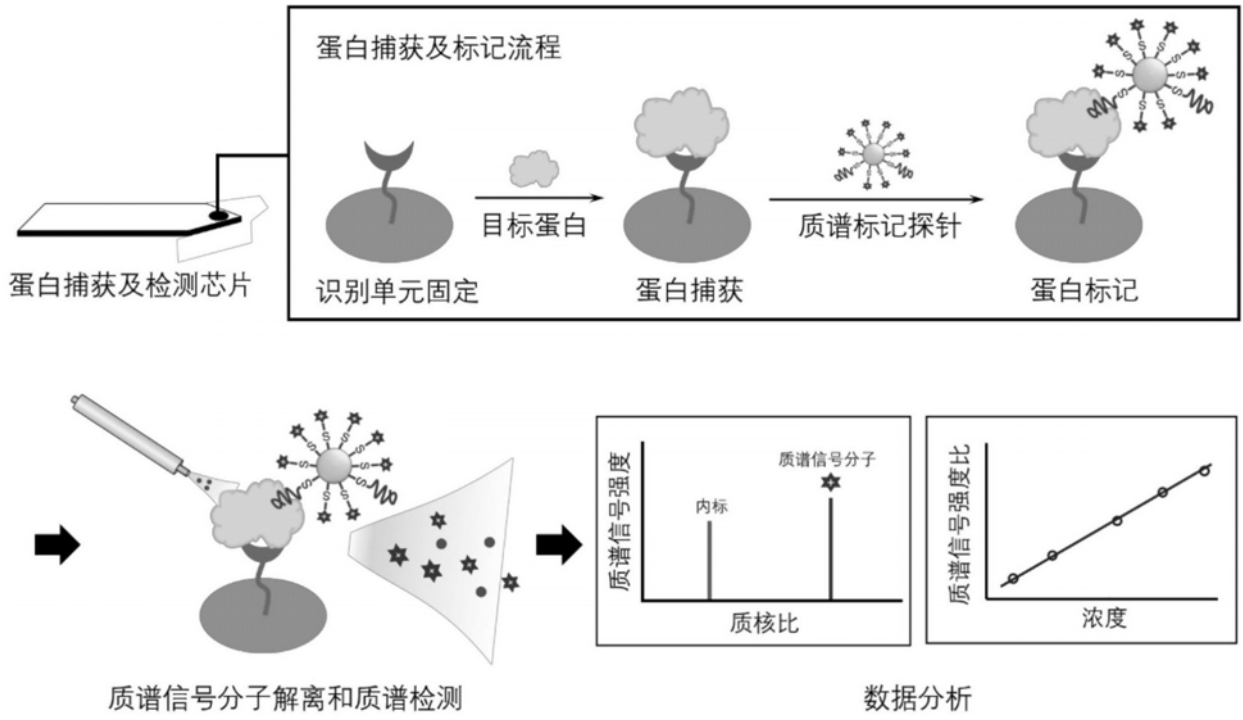 蛋白捕获及标记流程
目标蛋白
质谱标记探针
蛋白捕获及检测芯片
识别单元固定
蛋白捕获
蛋白标记
S S S S S S S S S S
质谱信号分子解离和质谱检测
质谱信号强度
内标
质谱信号分子
质核比
质谱信号强度比
浓度
数据分析